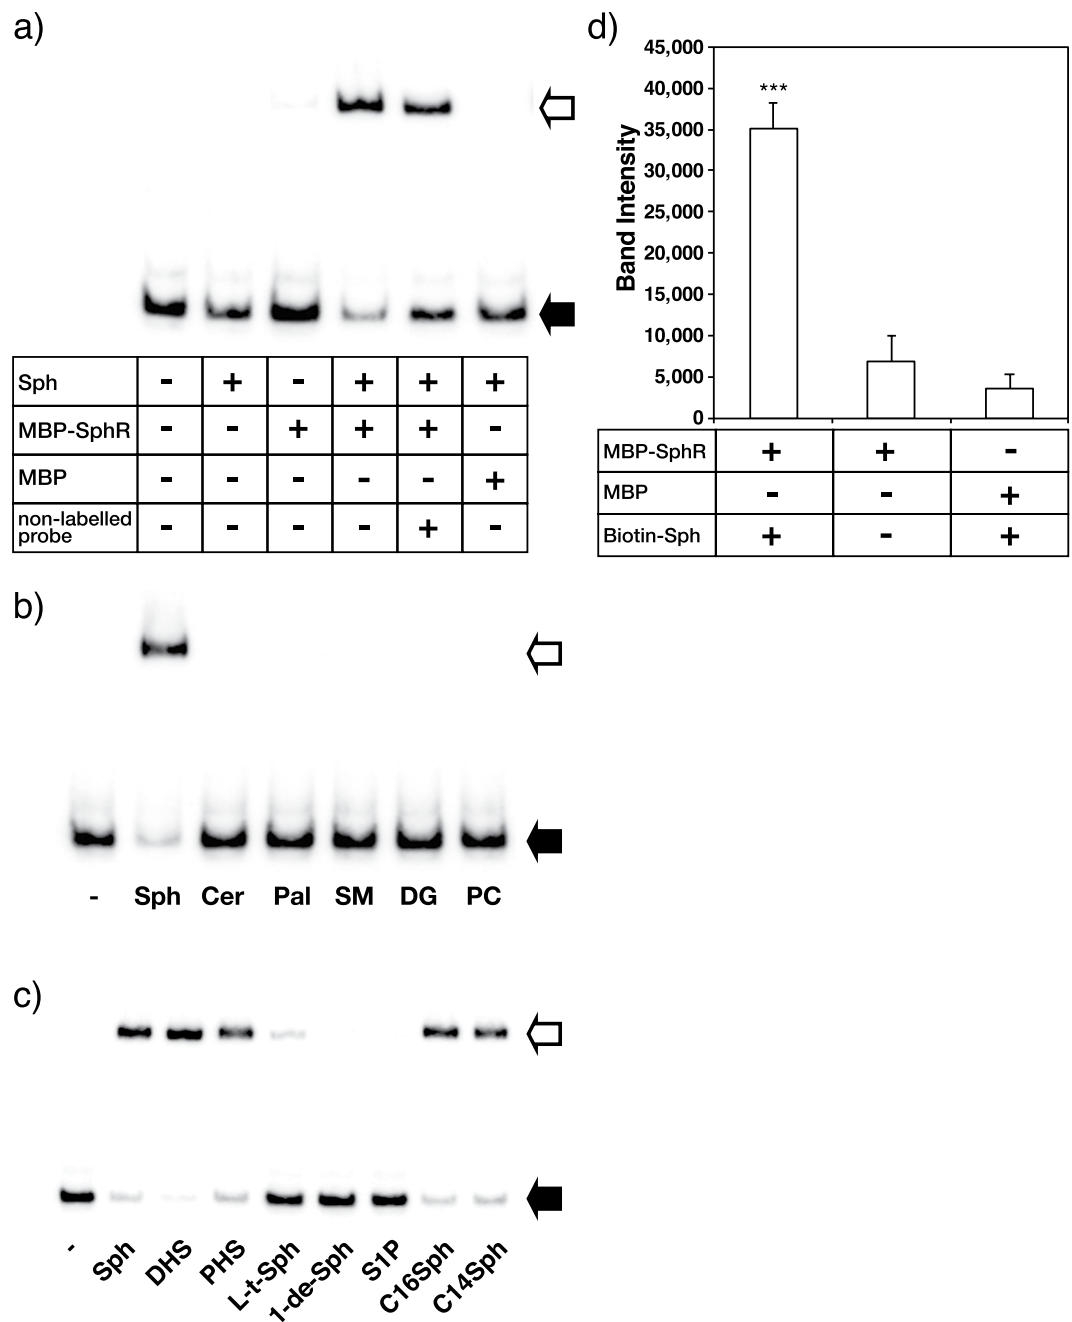 a)
Sph - + - + + +
MBP-SphR - - + + + -
MBP - - - - - +
non-labelled
probe - - - - + -
d)
45,000
40,000
35,000
30,000
25,000
20,000
15,000
10,000
5,000
0
Band Intensity
***
MBP-SphR + + -
MBP - - +
Biotin-Sph + - +
b)
- Sph Cer Pal SM DG PC
c)
- Sph DHS PHS L-t-Sph 1-de-Sph S1P C16Sph C14Sph